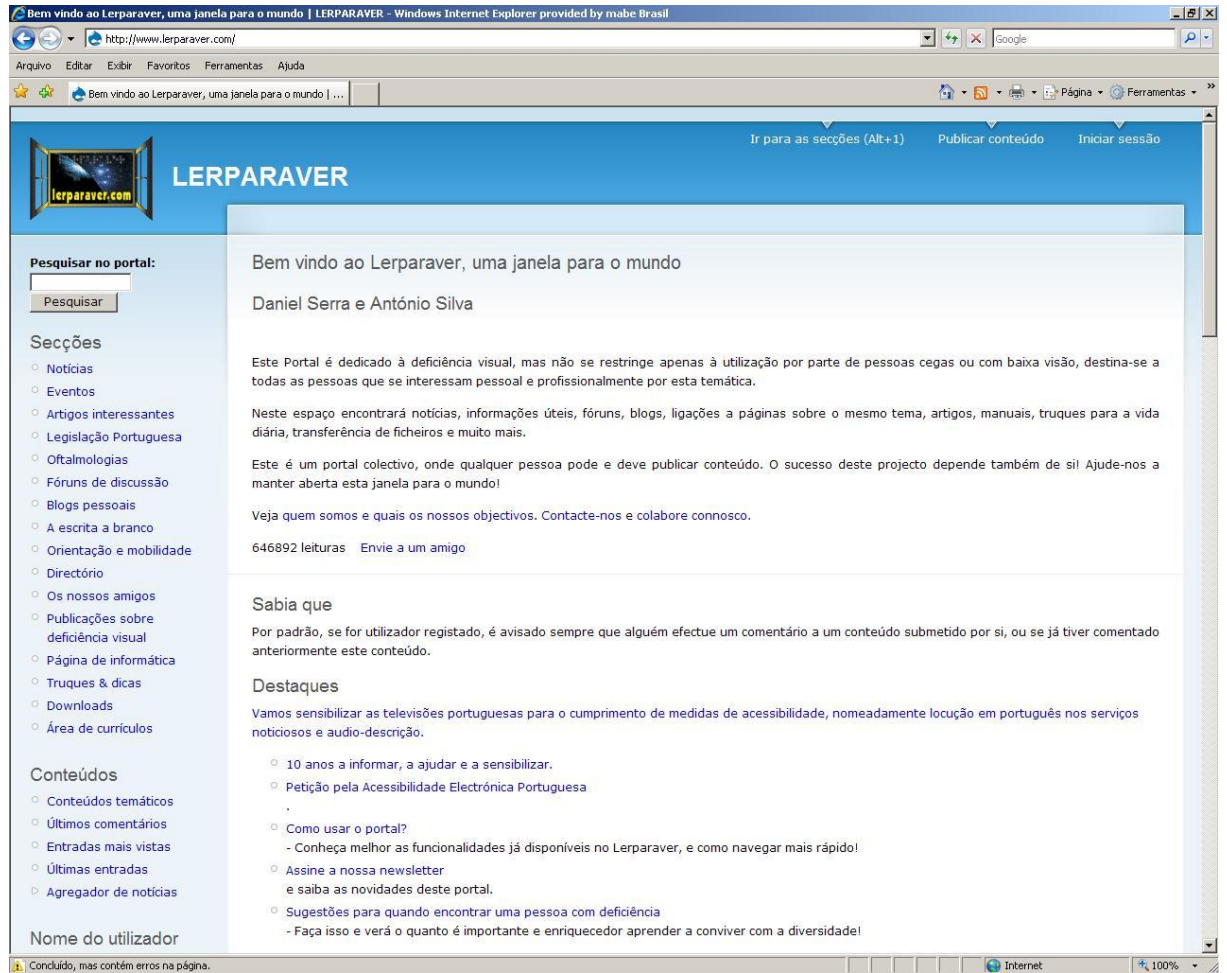 Bem vindo ao Lerparaver, uma janela para o mundo | LERPARAVER - Windows Internet Explorer provided by mabe Brasil
http://www.lerparaver.com/
Google
Arquivo Editar Exibir Favoritos Ferramentas Ajuda
Bem vindo ao Lerparaver, uma janela para o mundo | ...
Página Ferramentas
lerparaver.com
LERPARAVER
Ir para as secções (Alt+1) Publicar conteúdo Iniciar sessão
Pesquisar no portal:
Pesquisar
Secções
Notícias
Eventos
Artigos interessantes
Legislação Portuguesa
Oftalmologias
Fóruns de discussão
Blogs pessoais
A escrita a branco
Orientação e mobilidade
Directório
Os nossos amigos
Publicações sobre
deficiência visual
Página de informática
Truques & dicas
Downloads
Área de currículos
Conteúdos
Conteúdos temáticos
Últimos comentários
Entradas mais vistas
Últimas entradas
Agregador de notícias
Nome do utilizador
Bem vindo ao Lerparaver, uma janela para o mundo
Daniel Serra e António Silva
Este Portal é dedicado à deficiência visual, mas não se restringe apenas à utilização por parte de pessoas cegas ou com baixa visão, destina-se a
todas as pessoas que se interessam pessoal e profissionalmente por esta temática.
Neste espaço encontrará notícias, informações úteis, fóruns, blogs, ligações a páginas sobre o mesmo tema, artigos, manuais, truques para a vida
diária, transferência de ficheiros e muito mais.
Este é um portal colectivo, onde qualquer pessoa pode e deve publicar conteúdo. O sucesso deste projecto depende também de si! Ajude-nos a
manter aberta esta janela para o mundo!
Veja quem somos e quais os nossos objectivos. Contacte-nos e colabore connosco.
646892 leituras Envie a um amigo
Sabia que
Por padrão, se for utilizador registado, é avisado sempre que alguém efectue um comentário a um conteúdo submetido por si, ou se já tiver comentado
anteriormente este conteúdo.
Destaques
Vamos sensibilizar as televisões portuguesas para o cumprimento de medidas de acessibilidade, nomeadamente locução em português nos serviços
noticiosos e audio-descrição.
10 anos a informar, a ajudar e a sensibilizar.
Petição pela Acessibilidade Electrónica Portuguesa
.
Como usar o portal?
- Conheça melhor as funcionalidades já disponíveis no Lerparaver, e como navegar mais rápido!
Assine a nossa newsletter
e saiba as novidades deste portal.
Sugestões para quando encontrar uma pessoa com deficiência
- Faça isso e verá o quanto é importante e enriquecedor aprender a conviver com a diversidade!
Concluído, mas contém erros na página.
Internet
100%